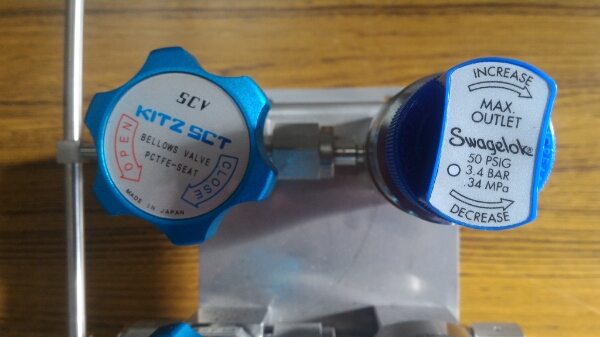 SCV
KITZ SCT
BELLOWS VALVE
PCTFE-SEAT
OPEN
CLOSE
MADE IN JAPAN
INCREASE
MAX.
OUTLET
Swagelok
50 PSIG
3.4 BAR
.34 MPa
DECREASE